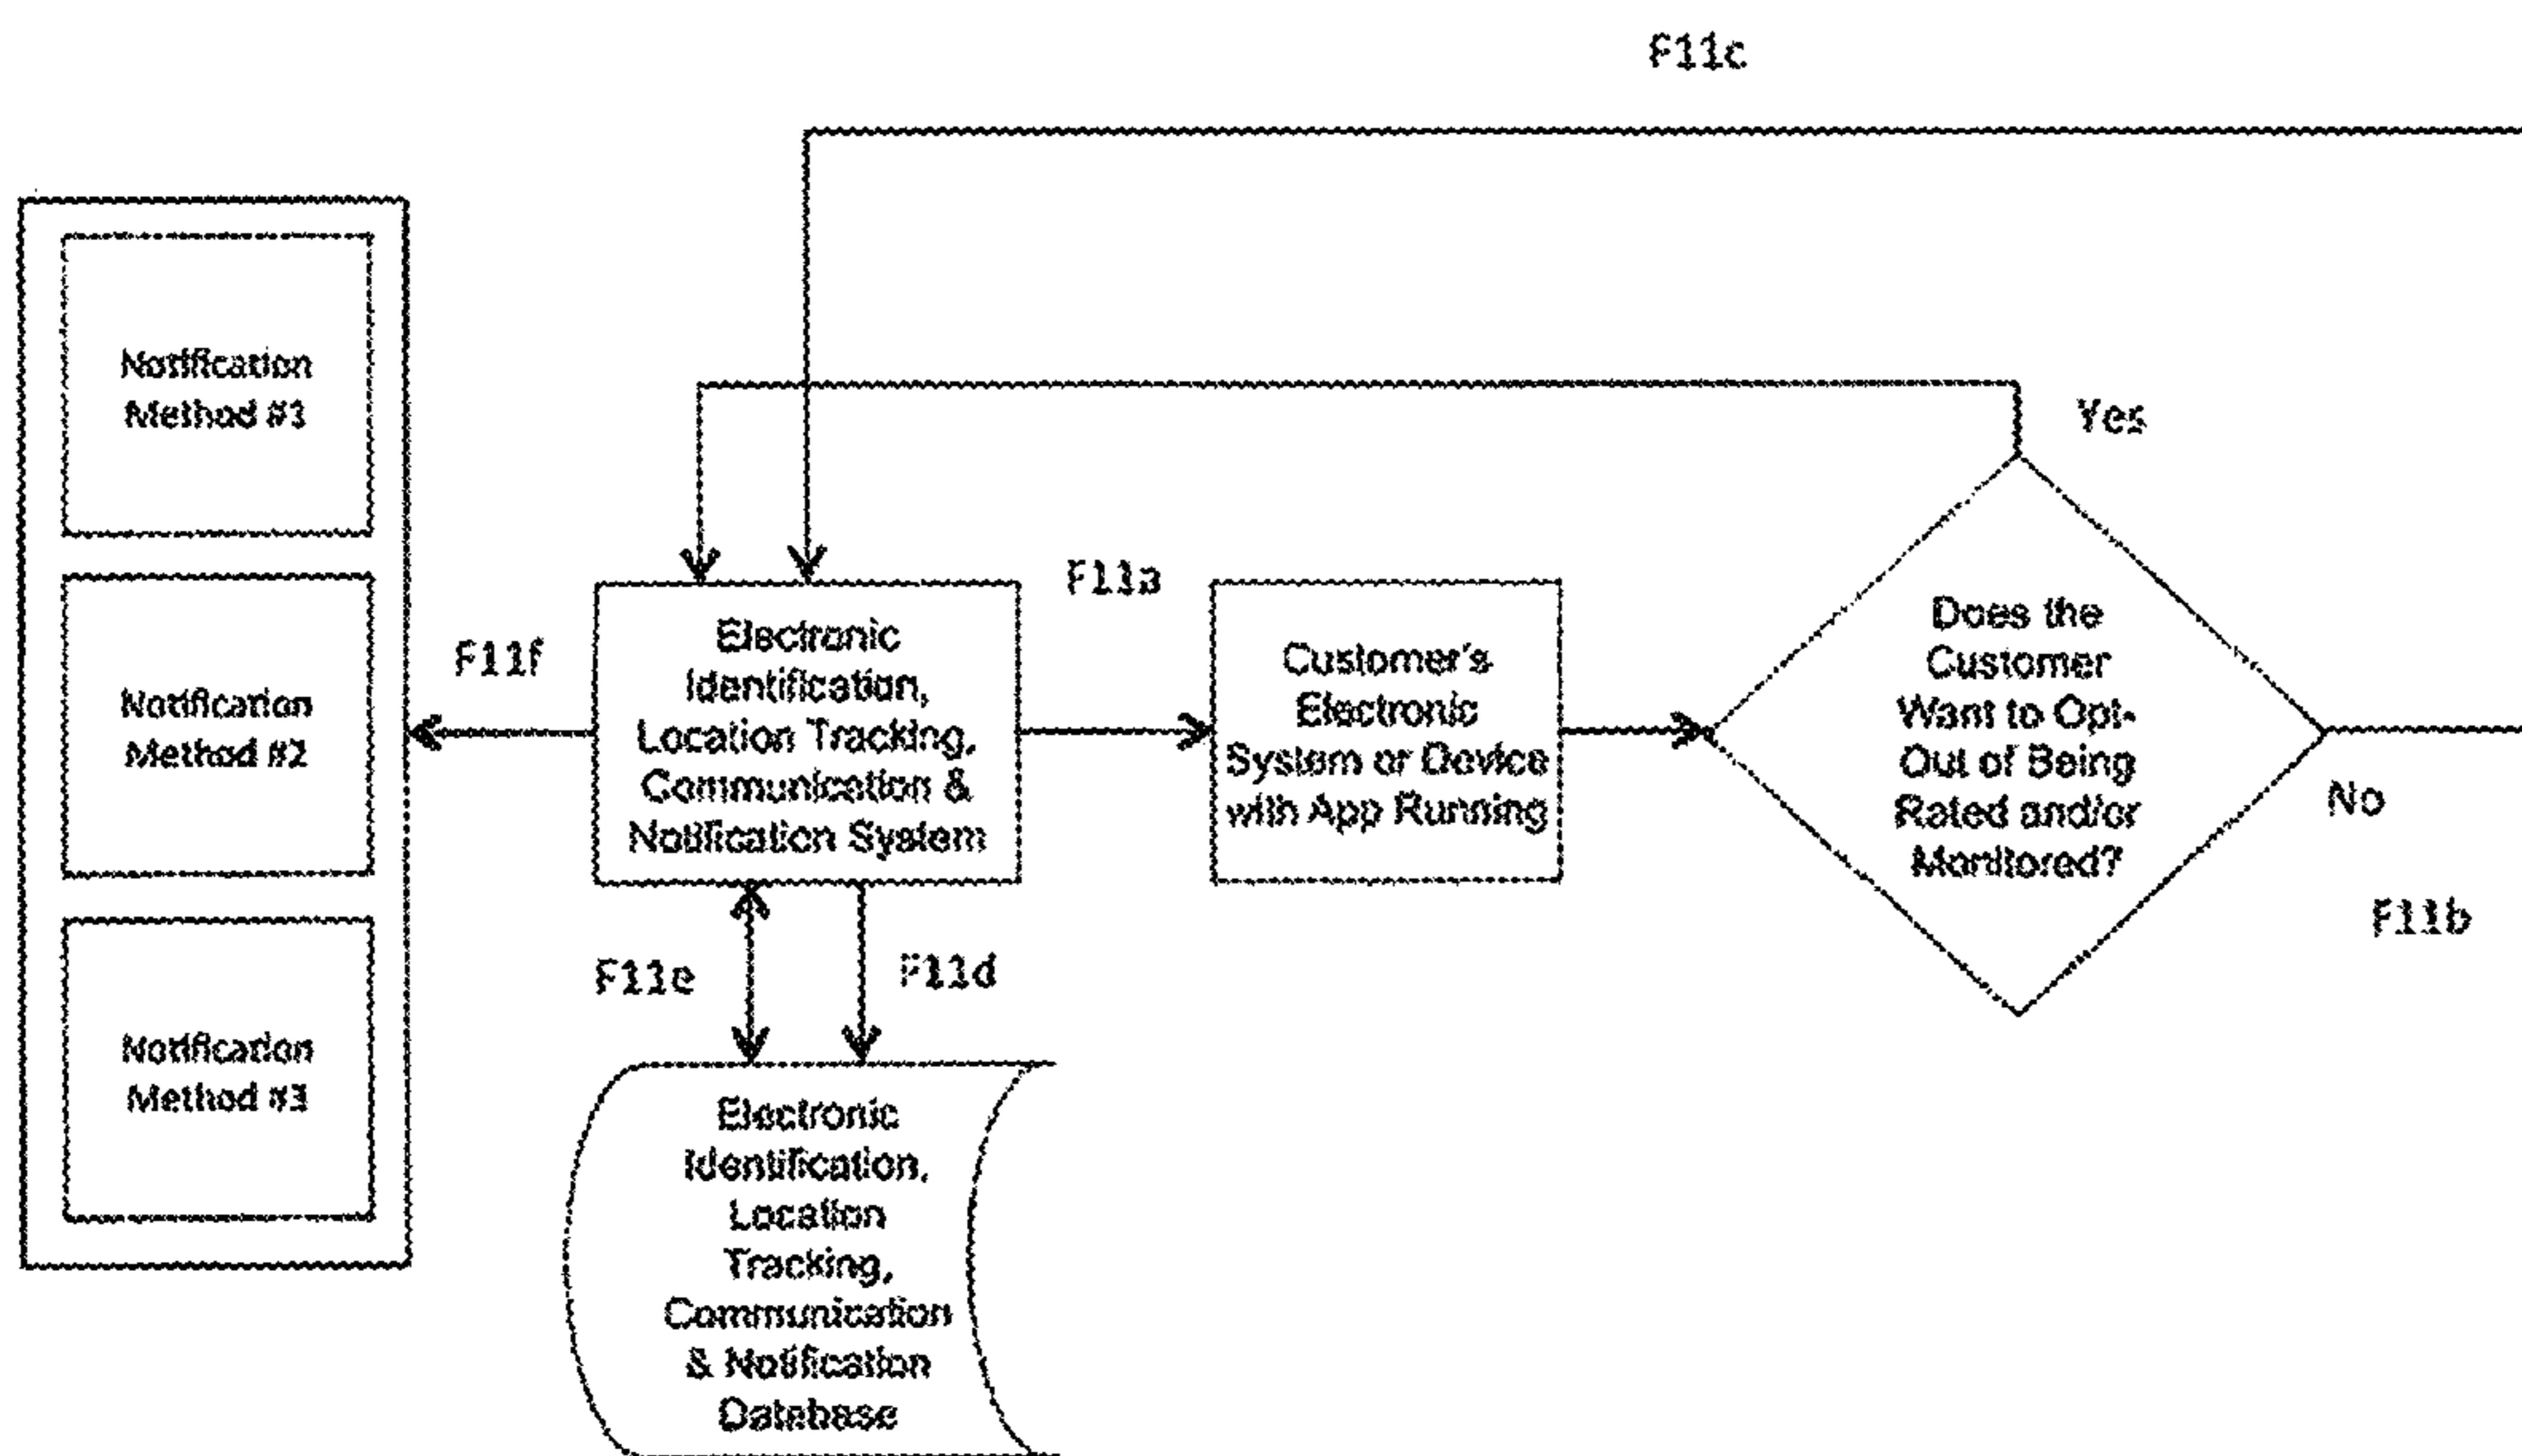 F11c
Notification
Method #1
Yes
F11f
Electronic
Identification,
Location Tracking,
Communication &
Notification System
F11a
Customer's
Electronic
System or Device
with App Running
Does the
Customer
Want to Opt-
Out of Being
Rated and/or
Monitored?
No
F11b
Notification
Method #2
F11e
F11d
Notification
Method #3
Electronic
Identification,
Location
Tracking,
Communication
& Notification
Database